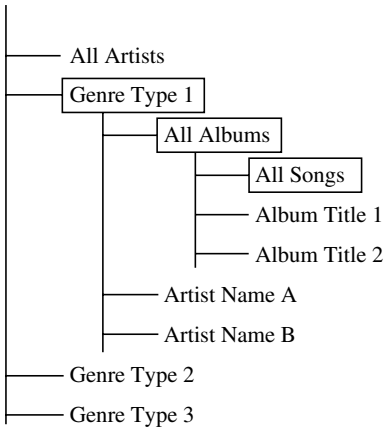 All Artists
Genre Type 1
All Albums
All Songs
Album Title 1
Album Title 2
Artist Name A
Artist Name B
Genre Type 2
Genre Type 3